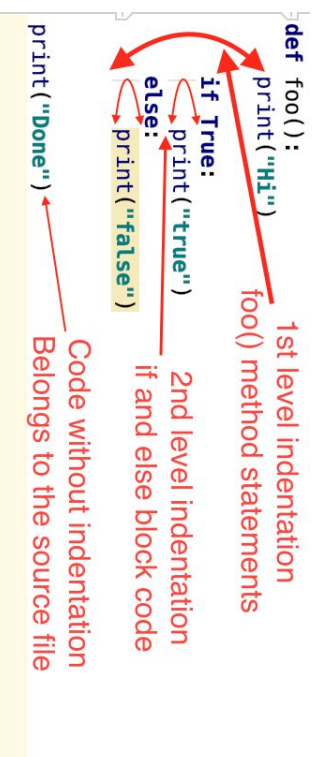 def foo():
print("Hi")
if True:
print("true")
else:
print("false")
print("Done")
1st level indentation
foo() method statements
2nd level indentation
if and else block code
Code without indentation
Belongs to the source file